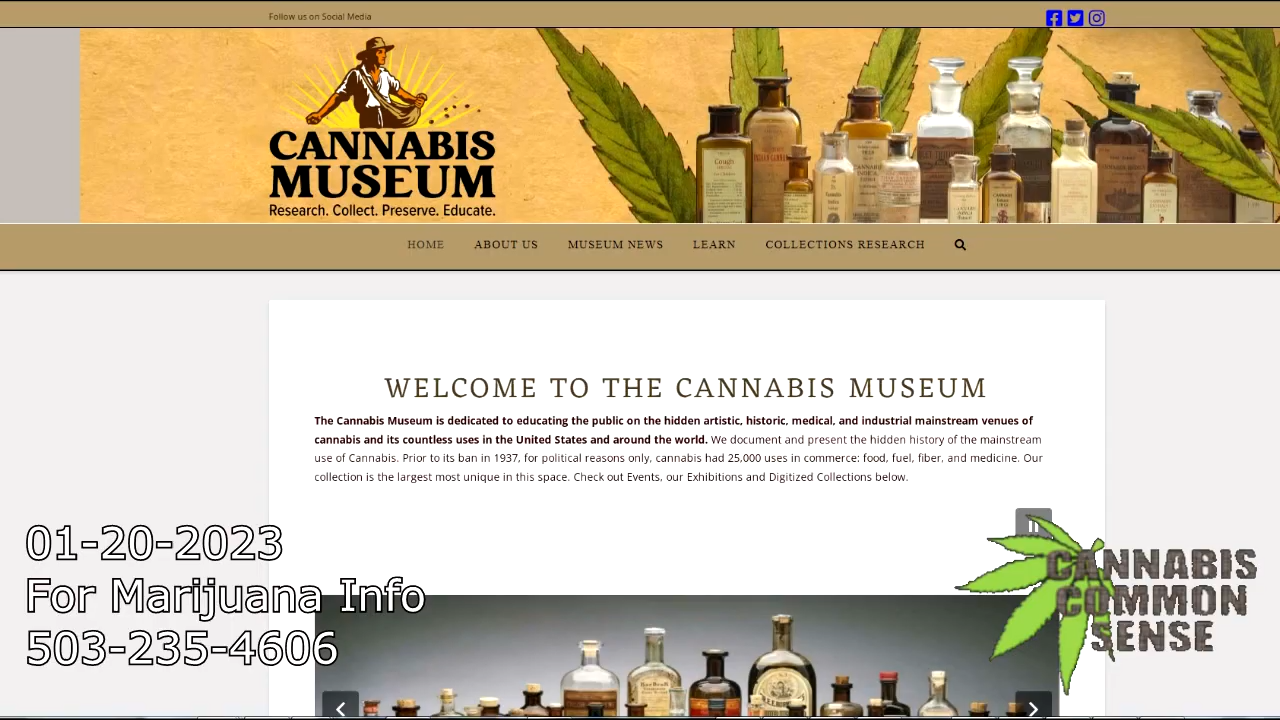 Follow us on Social Media
CANNABIS
MUSEUM
Research. Collect. Preserve. Educate.
Cough
HOME ABOUT US MUSEUM NEWS LEARN COLLECTIONS RESEARCH
WELCOME TO THE CANNABIS MUSEUM
The Cannabis Museum is dedicated to educating the public on the hidden artistic, historic, medical, and industrial mainstream venues of
cannabis and its countless uses in the United States and around the world. We document and present the hidden history of the mainstream
use of Cannabis. Prior to its ban in 1937, for political reasons only, cannabis had 25,000 uses in commerce: food, fuel, fiber, and medicine. Our
collection is the largest most unique in this space. Check out Events, our Exhibitions and Digitized Collections below.
01-20-2023
For Marijuana Info
503-235-4606
CANNABIS
COMMON
SENSE